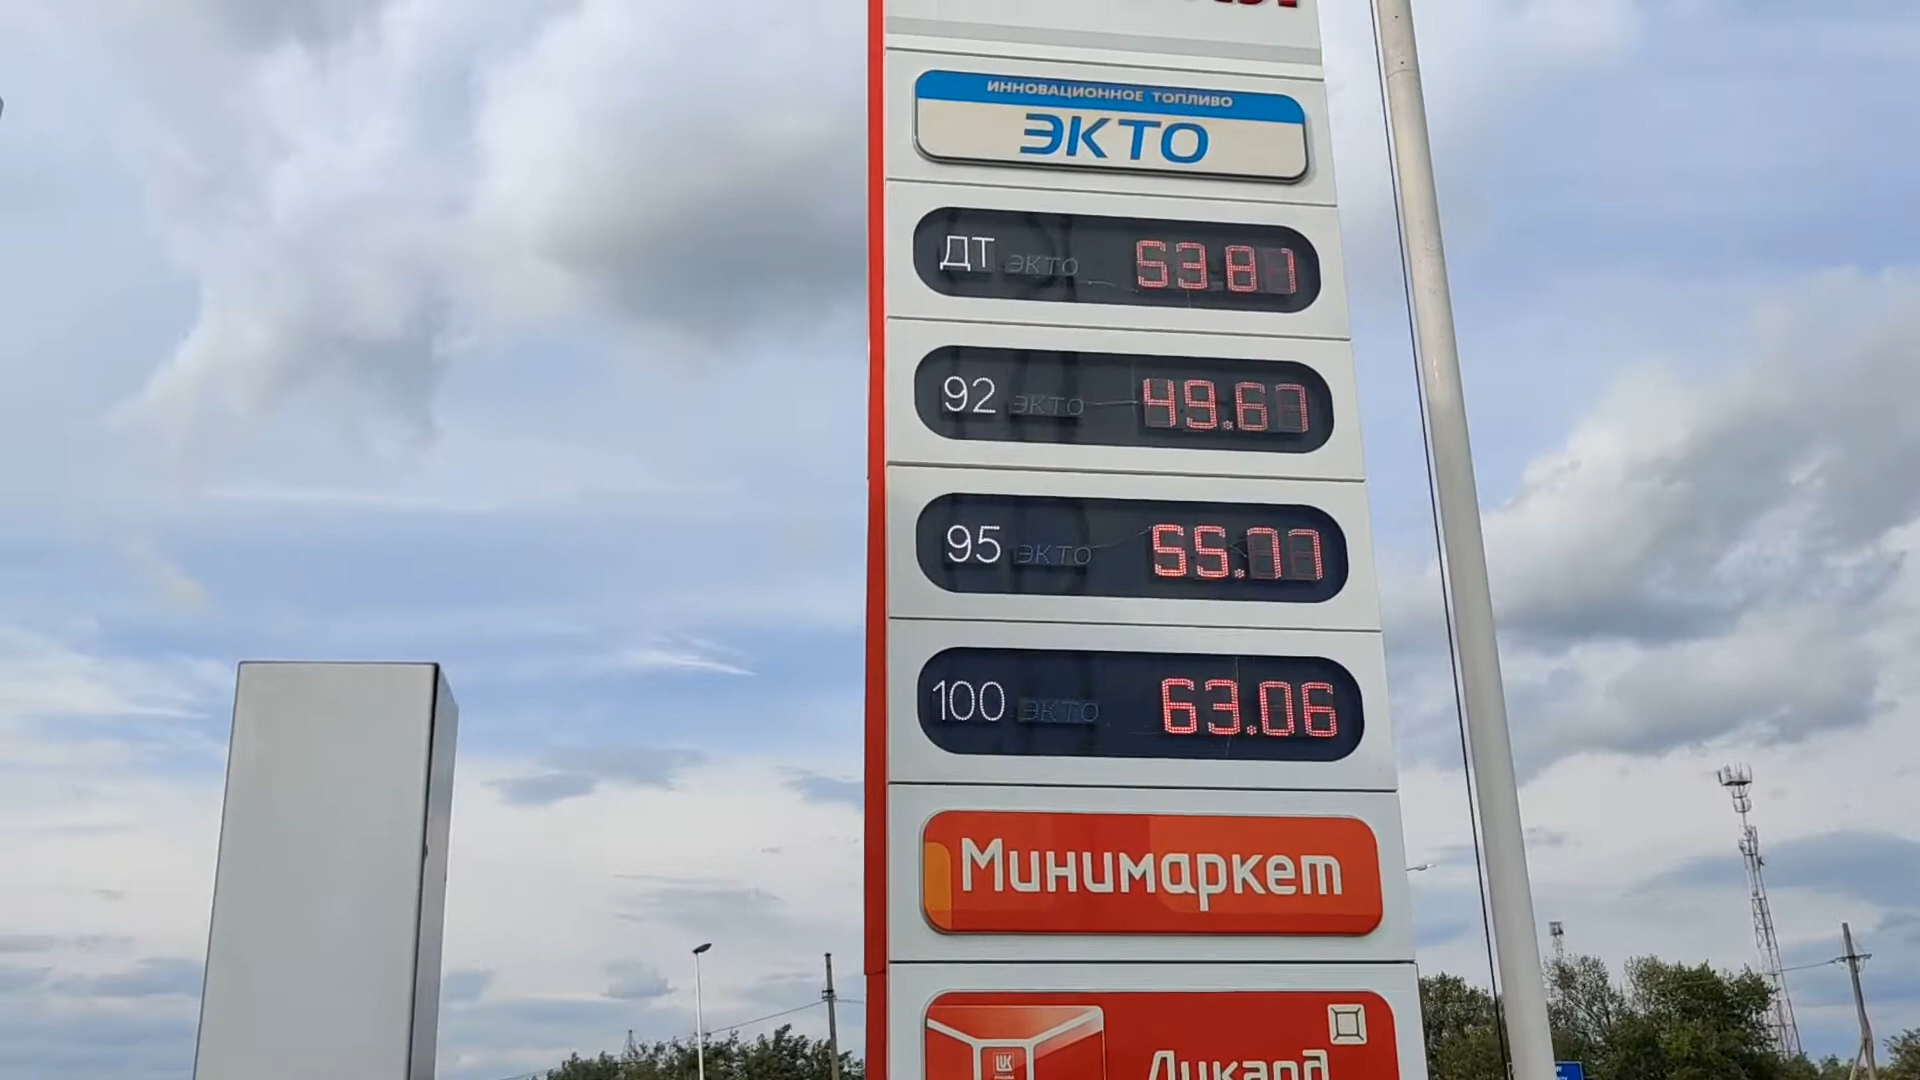 ИННОВАЦИОННОЕ ТОПЛИВО
ЭКТО
ДТ ЭКТО 53.81
92 ЭКТО 49.67
95 ЭКТО 55.77
100 ЭКТО 63.06
Минимаркет
Ликард